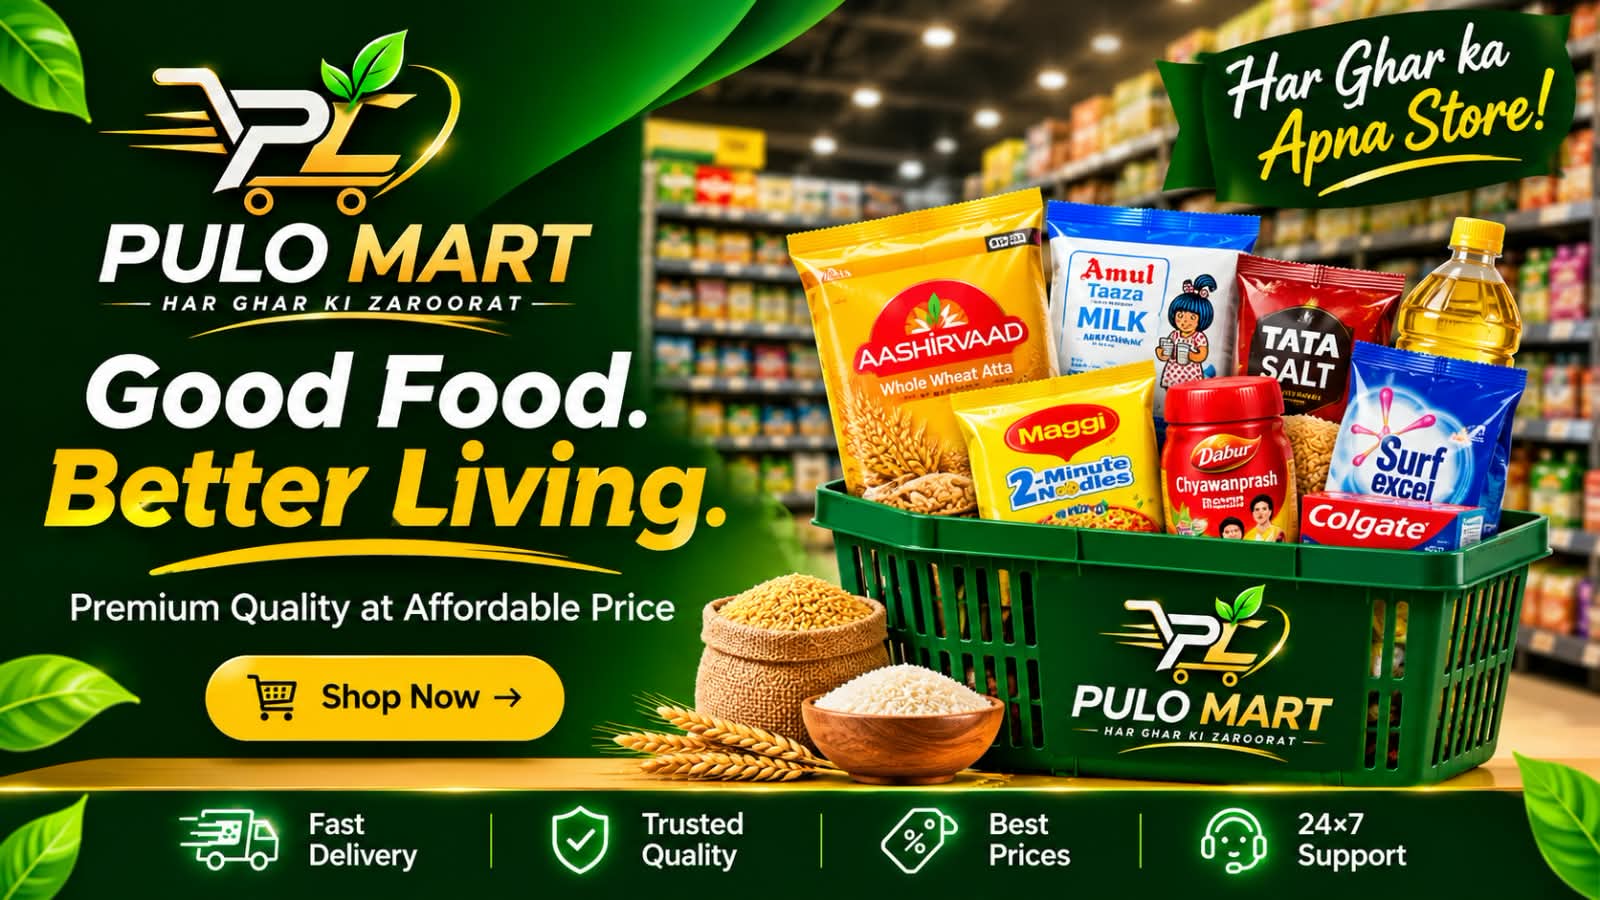 PULO MART
HAR GHAR KI ZAROORAT
Good Food.
Better Living.
Premium Quality at Affordable Price
Shop Now →
Har Ghar ka
Apna Store!
AASHIRVAAD
Whole Wheat Atta
Amul
Taaza
MILK
TATA
SALT
Maggi
2-Minute
Noodles
Dabur
Chyawanprash
Surf
excel
Colgate
PULO MART
HAR GHAR KI ZAROORAT
Fast
Delivery
Trusted
Quality
Best
Prices
24×7
Support